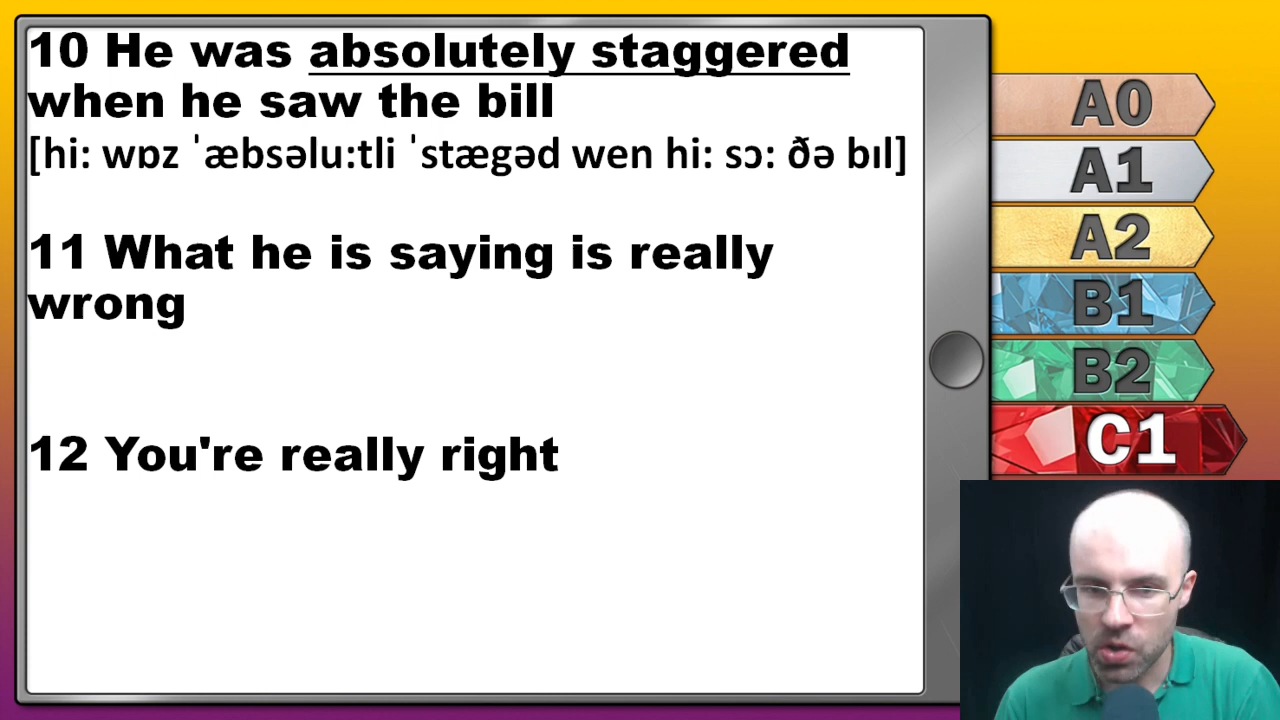 10 He was absolutely staggered
when he saw the bill
[hi: wɒz ˈæbsəlu:tli ˈstægəd wen hi: sɔ: ðə bɪl]
11 What he is saying is really
wrong
12 You're really right
A0
A1
A2
B1
B2
C1